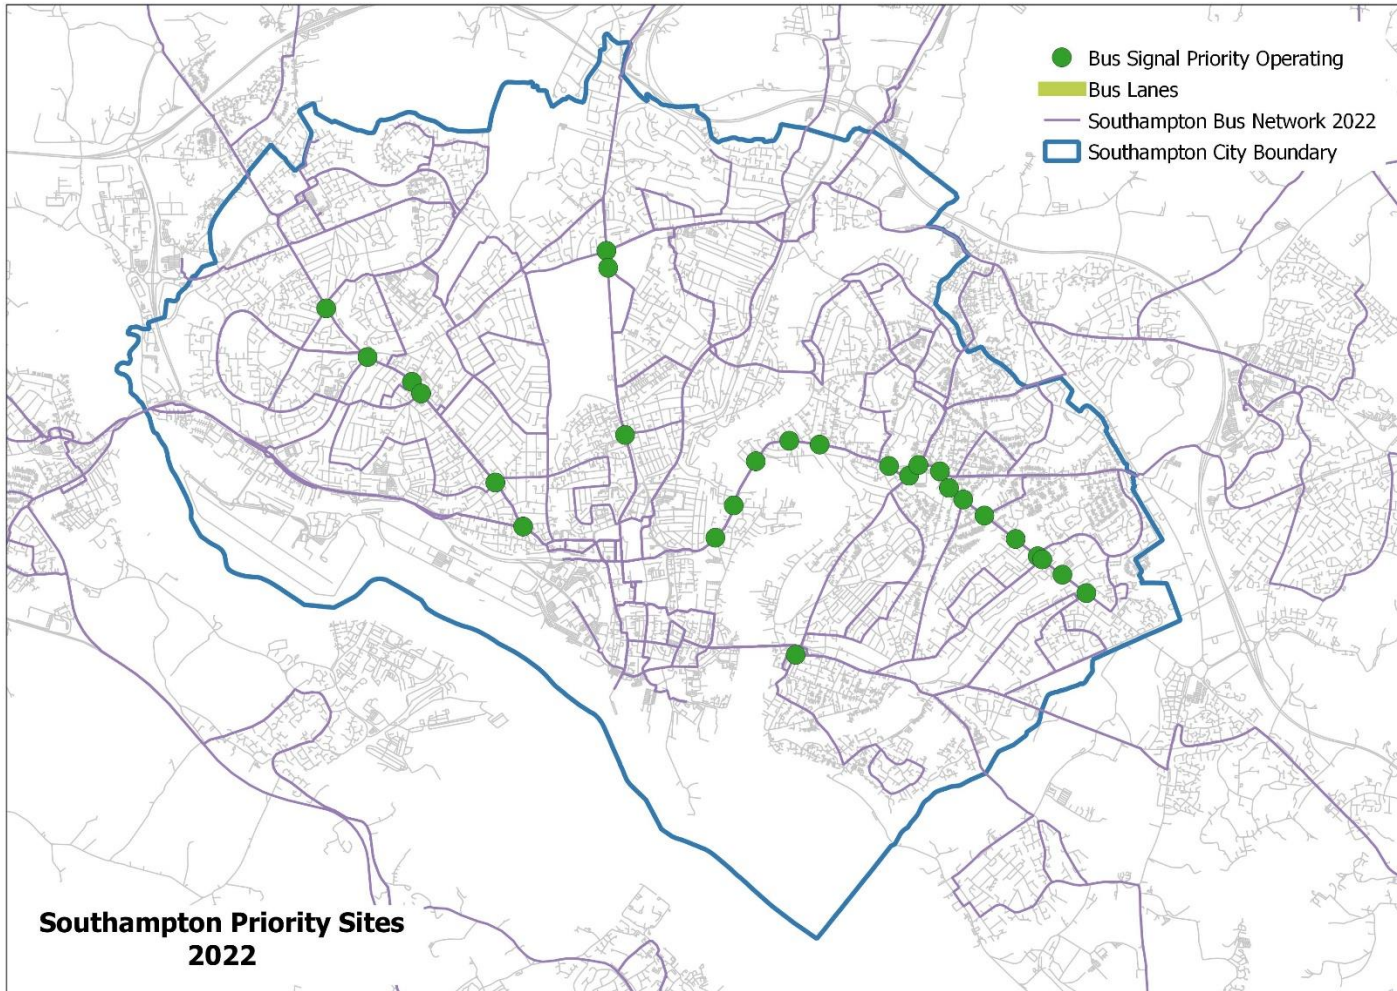 Bus Signal Priority Operating
Bus Lanes
Southampton Bus Network 2022
Southampton City Boundary
Southampton Priority Sites
2022